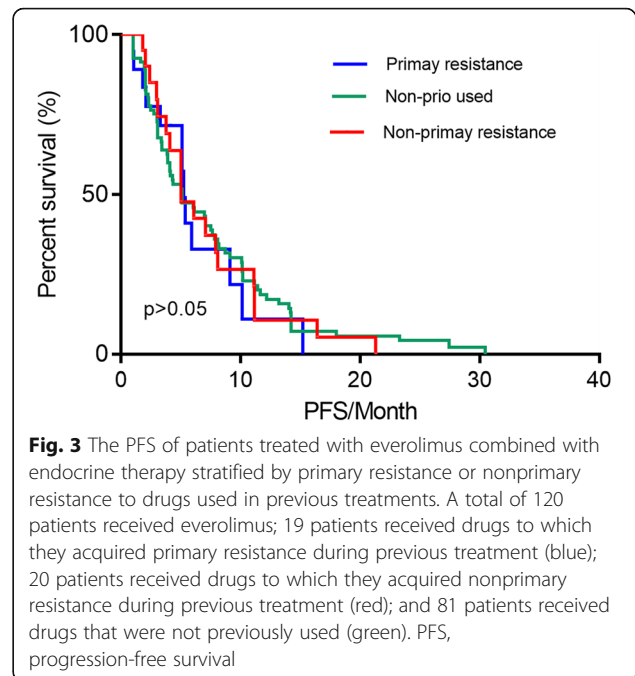 100
50
0
Percent survival (%)
Primay resistance
Non-prio used
Non-primay resistance
p>0.05
0 10 20 30 40
PFS/Month
Fig. 3 The PFS of patients treated with everolimus combined with
endocrine therapy stratified by primary resistance or nonprimary
resistance to drugs used in previous treatments. A total of 120
patients received everolimus; 19 patients received drugs to which
they acquired primary resistance during previous treatment (blue);
20 patients received drugs to which they acquired nonprimary
resistance during previous treatment (red); and 81 patients received
drugs that were not previously used (green). PFS,
progression-free survival